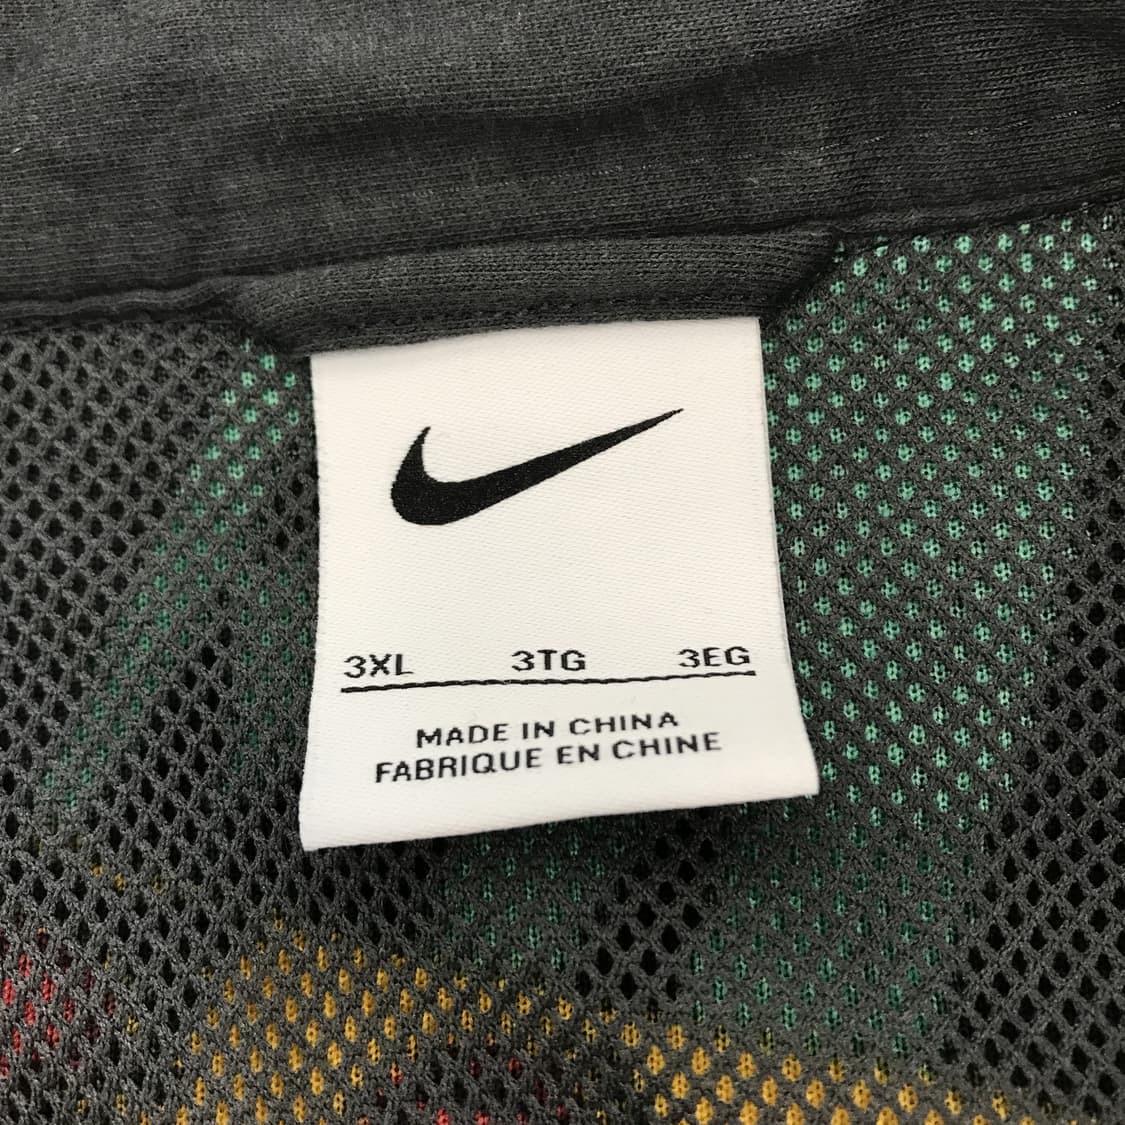 3XL 3TG 3EG
MADE IN CHINA
FABRIQUE EN CHINE